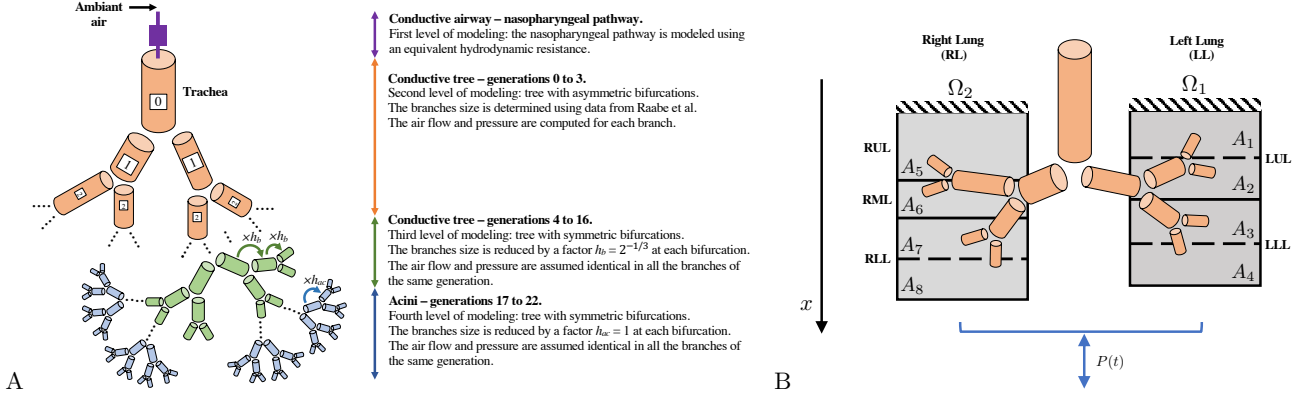 Ambiant
air
Trachea
0
1
1
2
2
2
2
×h_b
×h_b
×h_ac
A
Conductive airway – nasopharyngeal pathway.
First level of modeling: the nasopharyngeal pathway is modeled using
an equivalent hydrodynamic resistance.
Conductive tree – generations 0 to 3.
Second level of modeling: tree with asymmetric bifurcations.
The branches size is determined using data from Raabe et al.
The air flow and pressure are computed for each branch.
Conductive tree – generations 4 to 16.
Third level of modeling: tree with symmetric bifurcations.
The branches size is reduced by a factor h_b = 2^{-1/3} at each bifurcation.
The air flow and pressure are assumed identical in all the branches of
the same generation.
Acini – generations 17 to 22.
Fourth level of modeling: tree with symmetric bifurcations.
The branches size is reduced by a factor h_ac = 1 at each bifurcation.
The air flow and pressure are assumed identical in all the branches of
the same generation.
Right Lung
(RL)
Left Lung
(LL)
Ω₂
Ω₁
RUL
A₁
LUL
A₅
A₂
RML
A₆
A₃
A₇
LLL
RLL
A₈
A₄
x
P(t)
B